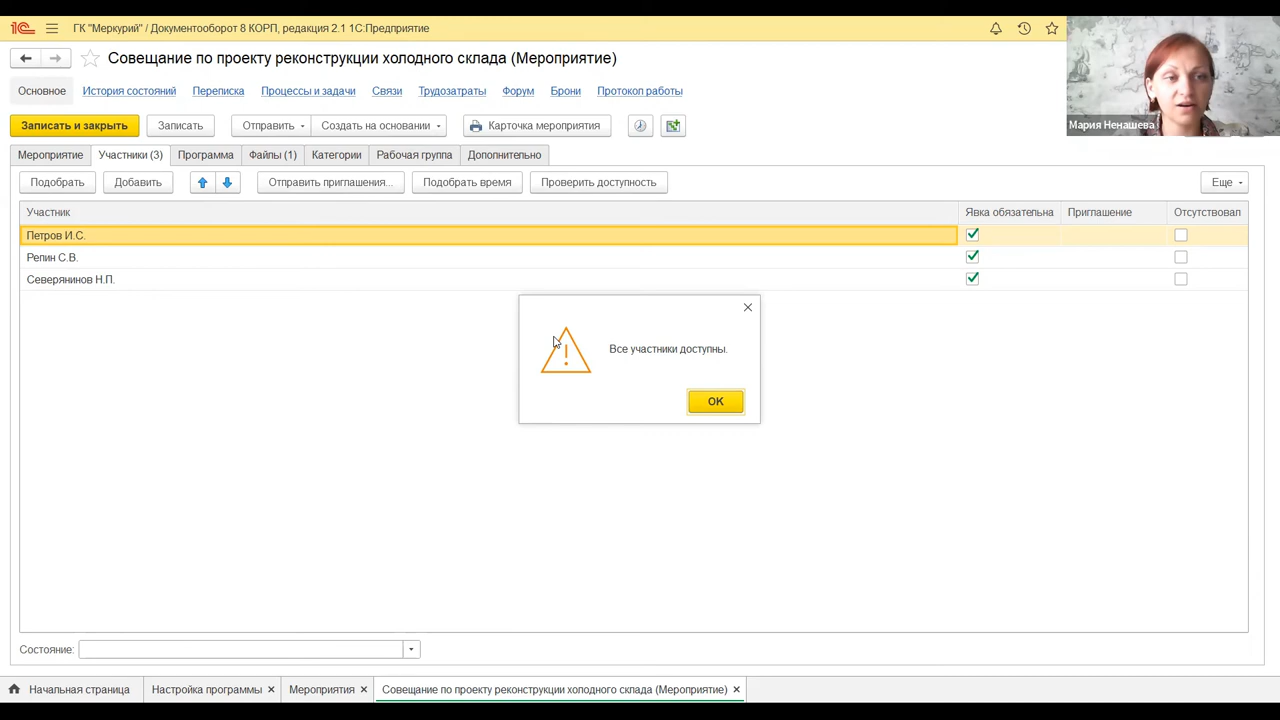 1С ГК "Меркурий" / Документооборот 8 КОРП, редакция 2.1 1С:Предприятие
Совещание по проекту реконструкции холодного склада (Мероприятие)
Основное История состояний Переписка Процессы и задачи Связи Трудозатраты Форум Брони Протокол работы
Записать и закрыть Записать Отправить Создать на основании Карточка мероприятия
Мария Ненашева
Мероприятие Участники (3) Программа Файлы (1) Категории Рабочая группа Дополнительно
Подобрать Добавить Отправить приглашения... Подобрать время Проверить доступность Еще
Участник Явка обязательна Приглашение Отсутствовал
Петров И.С.
Репин С.В.
Северянинов Н.П.
Все участники доступны.
OK
Состояние:
Начальная страница Настройка программы Мероприятия Совещание по проекту реконструкции холодного склада (Мероприятие)